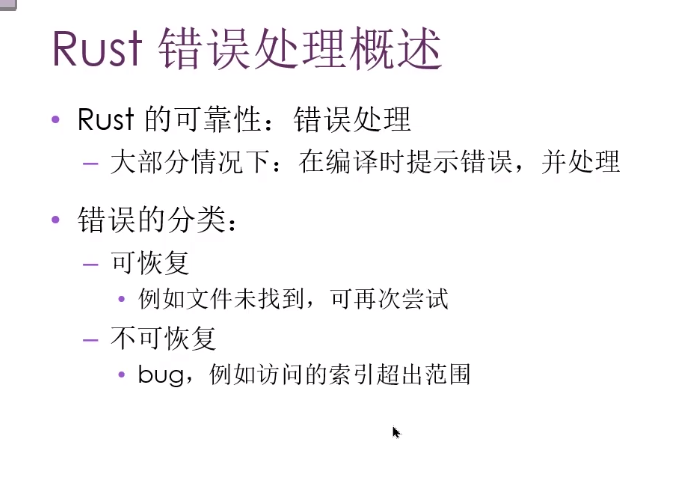 Rust 错误处理概述
• Rust 的可靠性：错误处理
– 大部分情况下：在编译时提示错误，并处理
• 错误的分类：
– 可恢复
• 例如文件未找到，可再次尝试
– 不可恢复
• bug，例如访问的索引超出范围